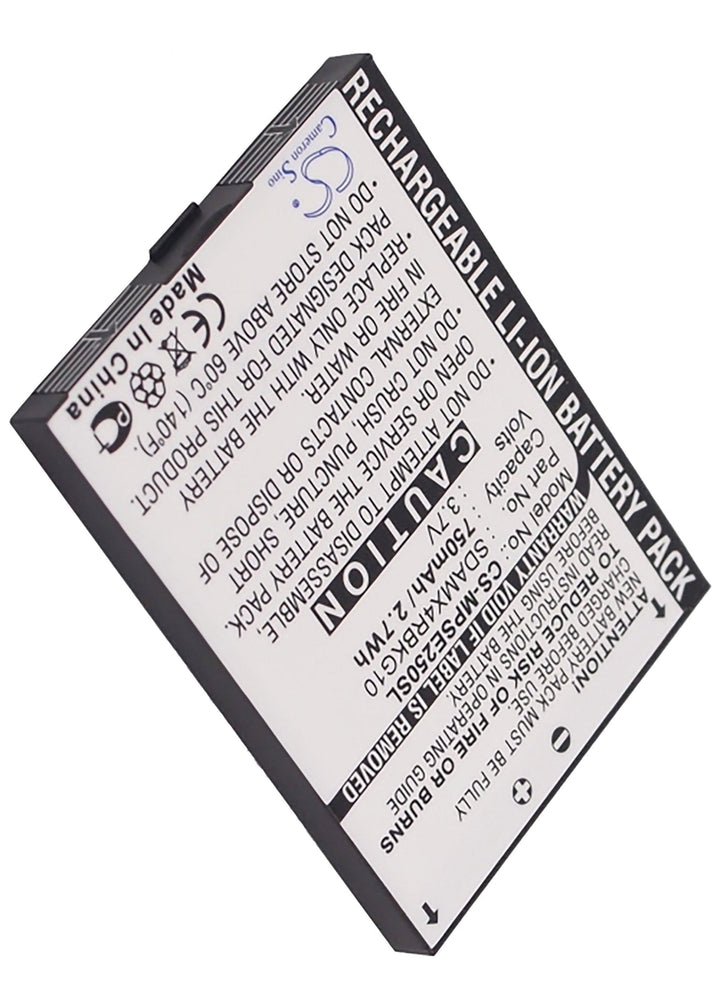 RECHARGEABLE LI-ION BATTERY PACK
Cameron Sino
CS
®
•DO NOT STORE ABOVE 60°C (140°F).
PACK DESIGNATED FOR THIS PRODUCT.
•REPLACE ONLY WITH THE BATTERY
IN FIRE OR WATER.
EXTERNAL CONTACTS OR DISPOSE OF
•DO NOT CRUSH, PUNCTURE, SHORT
OPEN OR SERVICE THE BATTERY PACK.
•DO NOT ATTEMPT TO DISASSEMBLE,
CAUTION
CE
Made In China
Volts 3.7V
Capacity 750mAh/ 2.7Wh
Part No. SDAMX4RBKG10
Model No.: CS-MPSE250SL
WARRANTY VOID IF LABEL IS REMOVED
BEFORE USING THE BATTERY.
READ INSTRUCTIONS IN OPERATING GUIDE
TO REDUCE RISK OF FIRE OR BURNS
CHARGED BEFORE USE.
NEW BATTERY PACK MUST BE FULLY
ATTENTION!